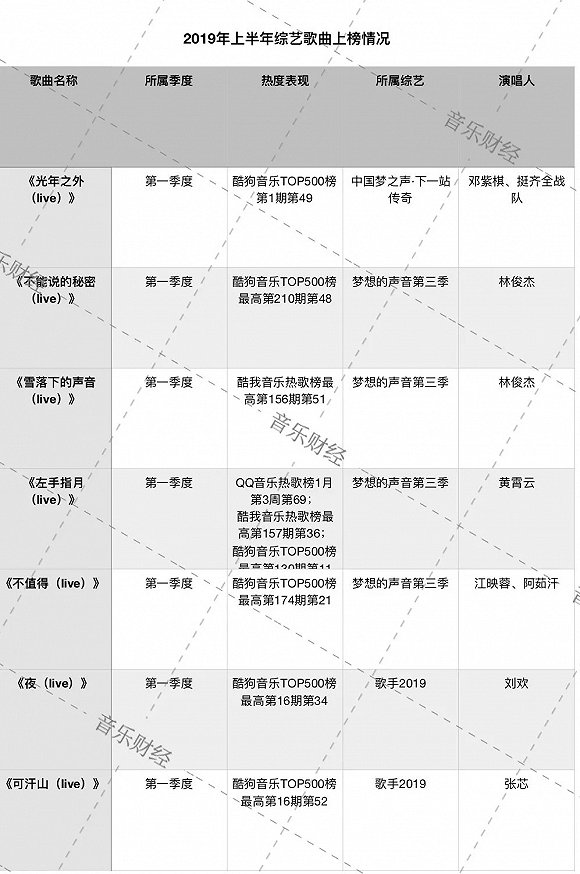 2019年上半年综艺歌曲上榜情况
歌曲名称
所属季度
热度表现
所属综艺
演唱人
《光年之外
（live）》
第一季度
酷狗音乐TOP500榜
第1期第49
中国梦之声·下一站
传奇
邓紫棋、挺齐全战
队
《不能说的秘密
（live）》
第一季度
酷狗音乐TOP500榜
最高第210期第48
梦想的声音第三季
林俊杰
《雪落下的声音
（live）》
第一季度
酷我音乐热歌榜最
高第156期第51
梦想的声音第三季
林俊杰
《左手指月
（live）》
第一季度
QQ音乐热歌榜1月
第3周第69；
酷我音乐热歌榜最
高第157期第36；
酷狗音乐TOP500榜
最高第130期第11
梦想的声音第三季
黄霄云
《不值得（live）》
第一季度
酷狗音乐TOP500榜
最高第174期第21
梦想的声音第三季
江映蓉、阿茹汗
《夜（live）》
第一季度
酷狗音乐TOP500榜
最高第16期第34
歌手2019
刘欢
《可汗山（live）》
第一季度
酷狗音乐TOP500榜
最高第16期第52
歌手2019
张芯
音乐财经
乐财经
音乐财经
音乐财经
音